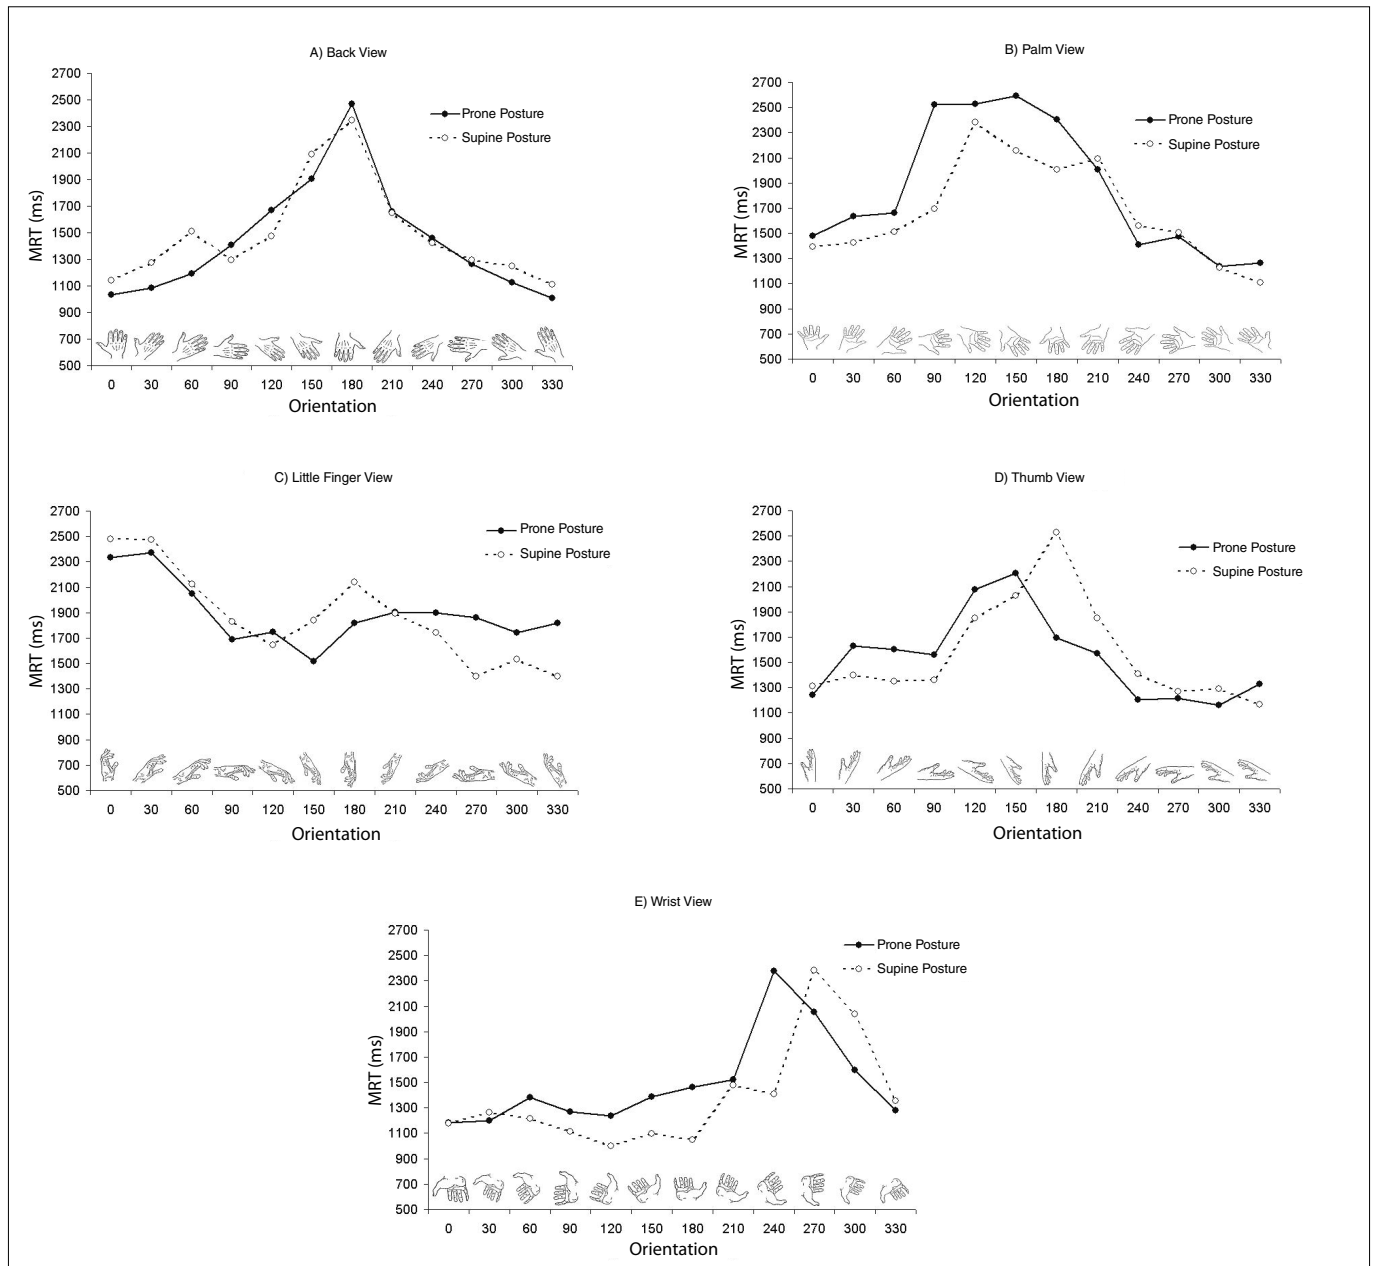 A) Back View
2700
2500
2300
2100
1900
1700
1500
1300
1100
900
700
500
MRT (ms)
Prone Posture
Supine Posture
0 30 60 90 120 150 180 210 240 270 300 330
Orientation
B) Palm View
2700
2500
2300
2100
1900
1700
1500
1300
1100
900
700
500
MRT (ms)
Prone Posture
Supine Posture
0 30 60 90 120 150 180 210 240 270 300 330
Orientation
C) Little Finger View
2700
2500
2300
2100
1900
1700
1500
1300
1100
900
700
500
MRT (ms)
Prone Posture
Supine Posture
0 30 60 90 120 150 180 210 240 270 300 330
Orientation
D) Thumb View
2700
2500
2300
2100
1900
1700
1500
1300
1100
900
700
500
MRT (ms)
Prone Posture
Supine Posture
0 30 60 90 120 150 180 210 240 270 300 330
Orientation
E) Wrist View
2700
2500
2300
2100
1900
1700
1500
1300
1100
900
700
500
MRT (ms)
Prone Posture
Supine Posture
0 30 60 90 120 150 180 210 240 270 300 330
Orientation